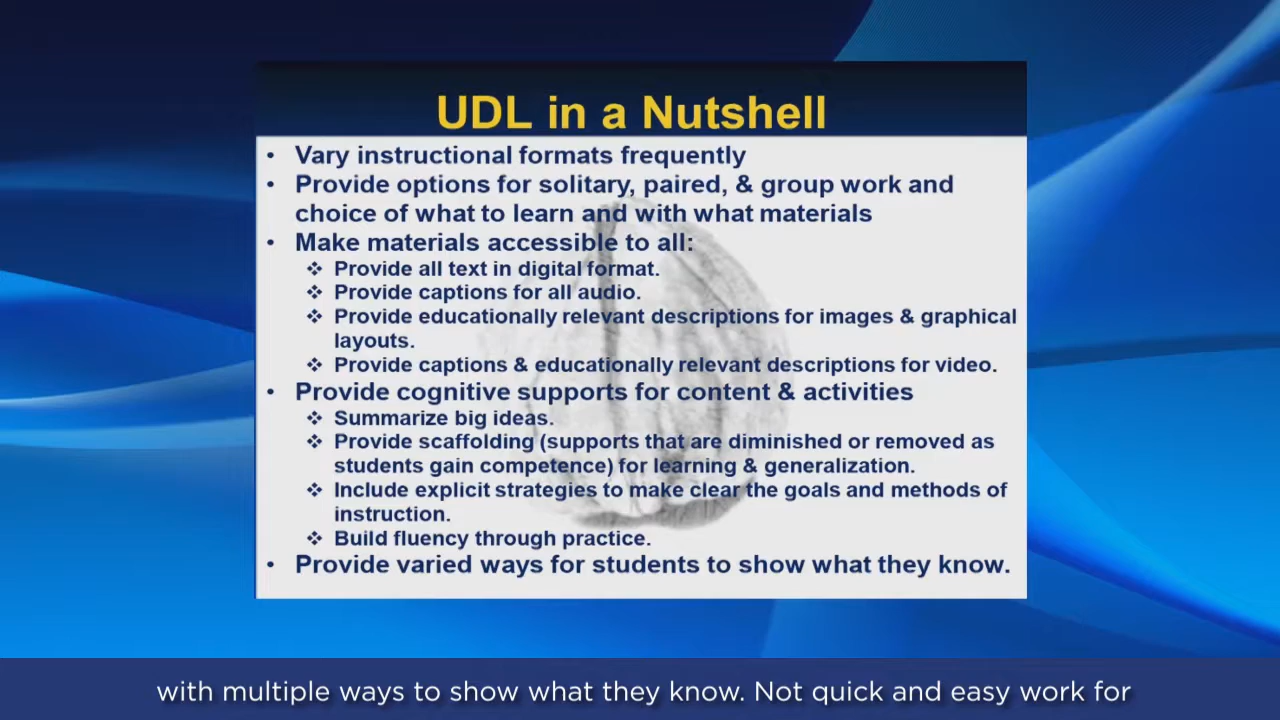 UDL in a Nutshell
• Vary instructional formats frequently
• Provide options for solitary, paired, & group work and
choice of what to learn and with what materials
• Make materials accessible to all:
❖ Provide all text in digital format.
❖ Provide captions for all audio.
❖ Provide educationally relevant descriptions for images & graphical
layouts.
❖ Provide captions & educationally relevant descriptions for video.
• Provide cognitive supports for content & activities
❖ Summarize big ideas.
❖ Provide scaffolding (supports that are diminished or removed as
students gain competence) for learning & generalization.
❖ Include explicit strategies to make clear the goals and methods of
instruction.
❖ Build fluency through practice.
• Provide varied ways for students to show what they know.
with multiple ways to show what they know. Not quick and easy work for